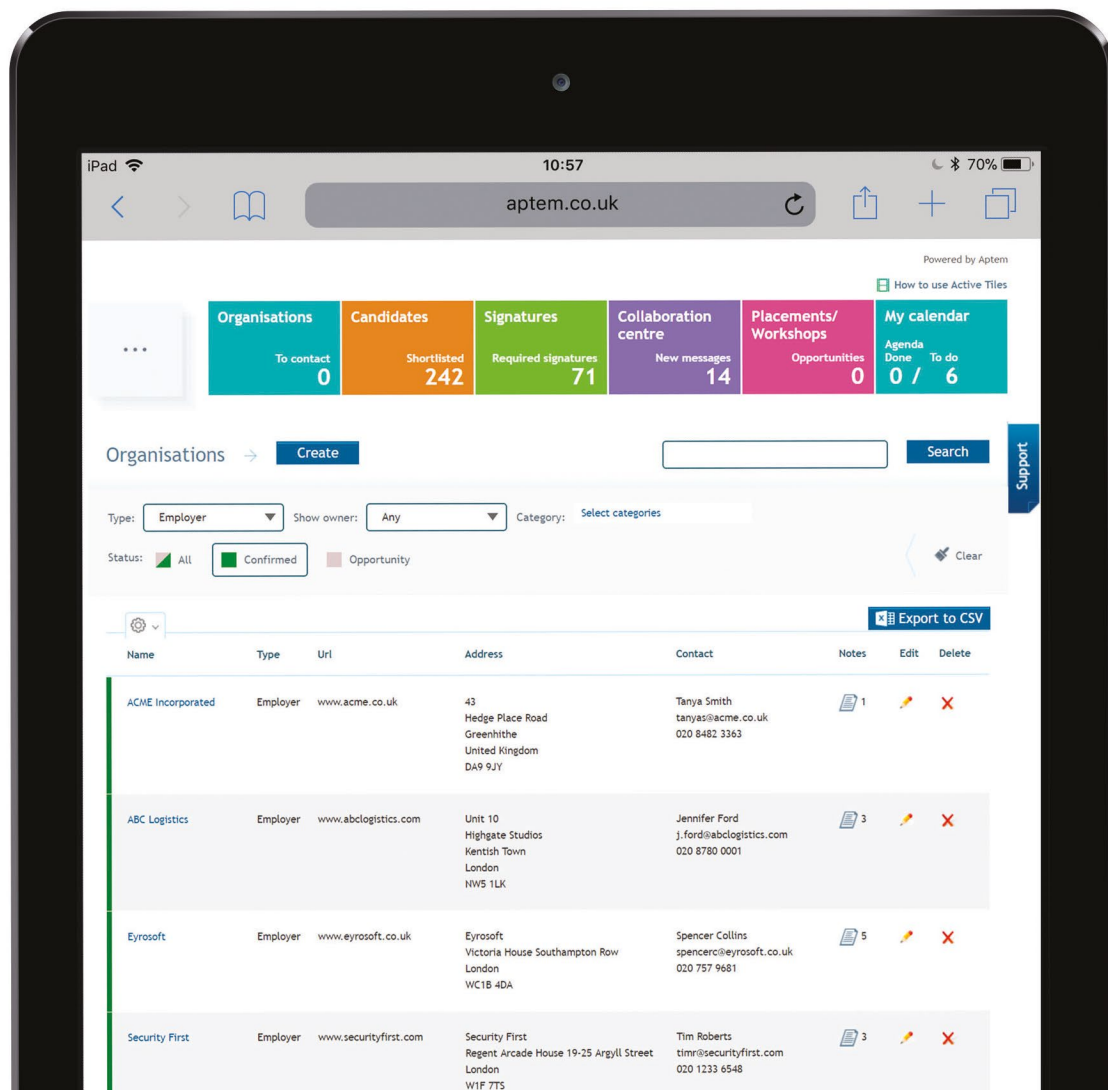 iPad 10:57 70%
aptem.co.uk
Powered by Aptem
How to use Active Tiles
Organisations
To contact
0
Candidates
Shortlisted
242
Signatures
Required signatures
71
Collaboration
centre
New messages
14
Placements/
Workshops
Opportunities
0
My calendar
Agenda
Done To do
0 / 6
Support
Organisations Create Search
Type: Employer Show owner: Any Category: Select categories
Status: All Confirmed Opportunity Clear
Export to CSV
Name Type Url Address Contact Notes Edit Delete
ACME Incorporated Employer www.acme.co.uk 43 Tanya Smith 1
Hedge Place Road tanyas@acme.co.uk
Greenhithe 020 8482 3363
United Kingdom
DA9 9JY
ABC Logistics Employer www.abclogistics.com Unit 10 Jennifer Ford 3
Highgate Studios j.ford@abclogistics.com
Kentish Town 020 8780 0001
London
NW5 1LK
Eyrosoft Employer www.eyrosoft.co.uk Eyrosoft Spencer Collins 5
Victoria House Southampton Row spencerc@eyrosoft.co.uk
London 020 757 9681
WC1B 4DA
Security First Employer www.securityfirst.com Security First Tim Roberts 3
Regent Arcade House 19-25 Argyll Street timr@securityfirst.com
London 020 1233 6548
W1F 7TS